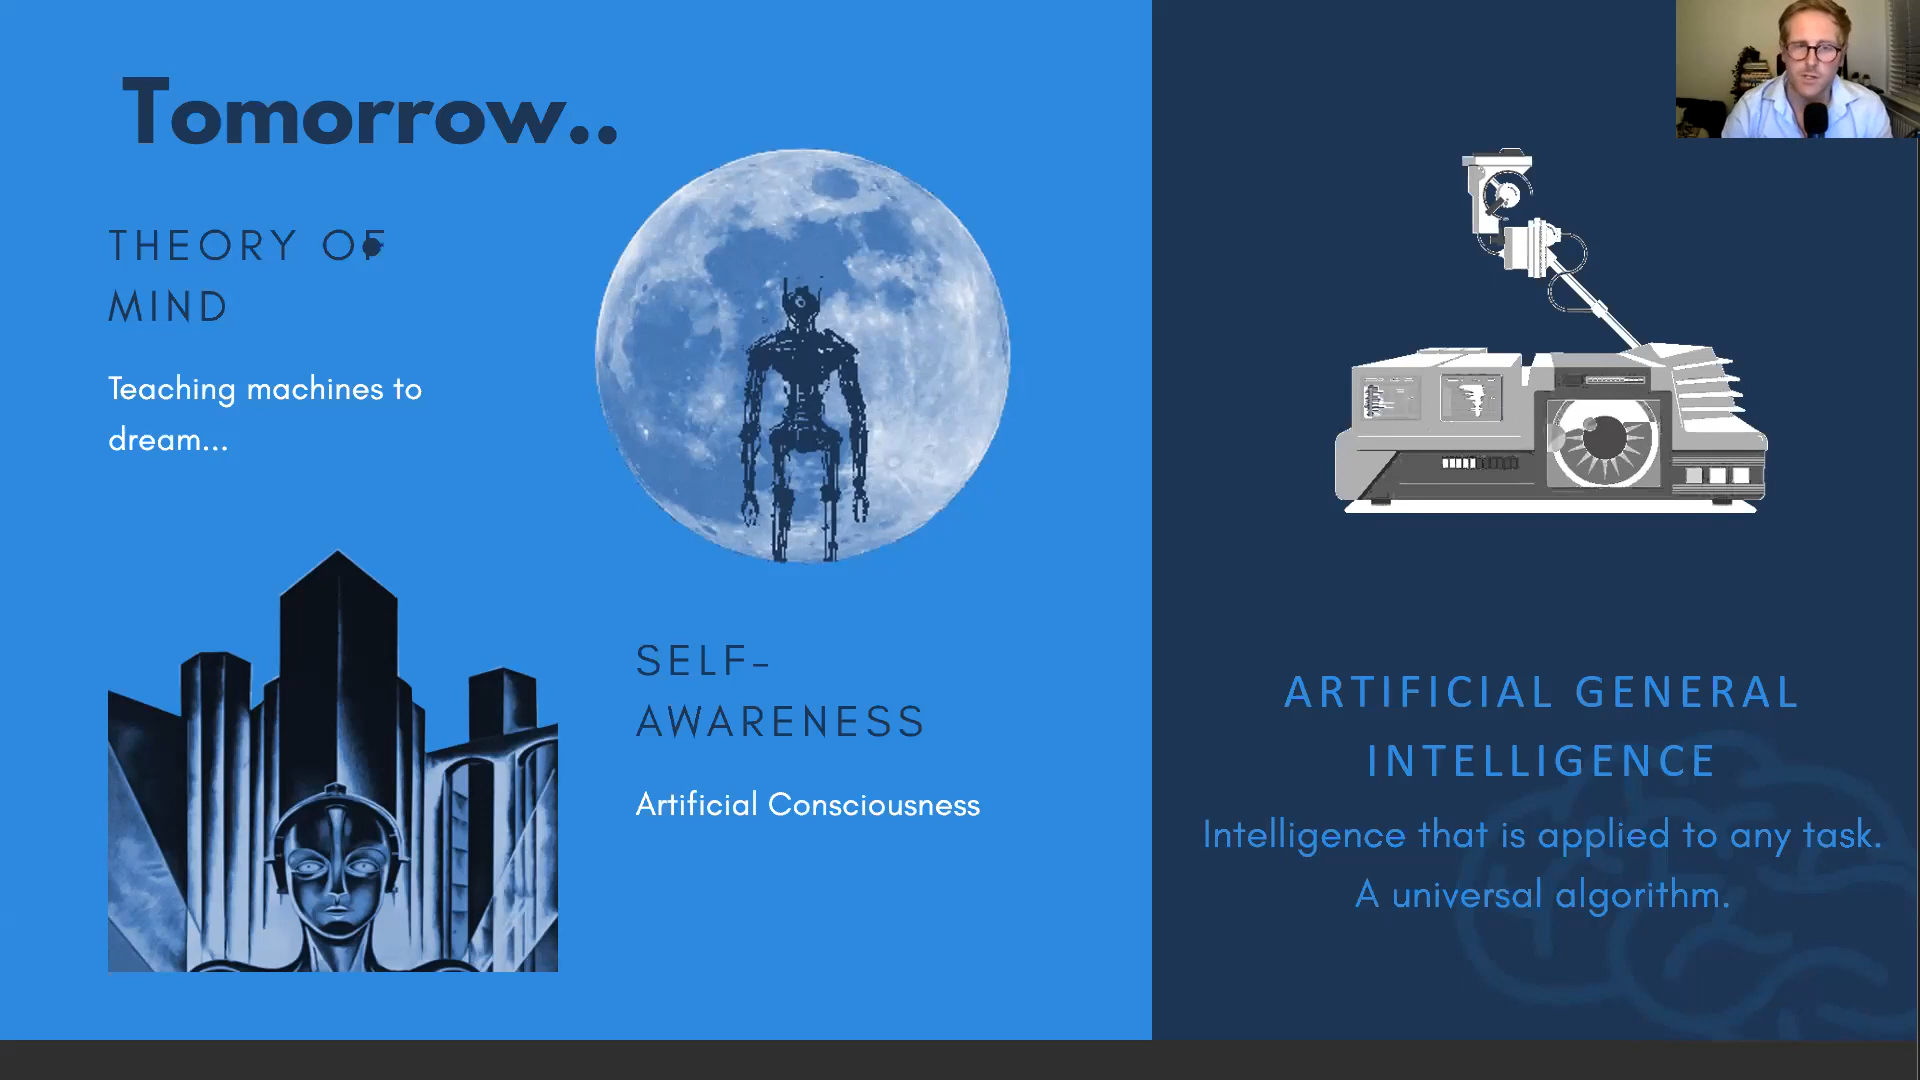 Tomorrow..
THEORY OF
MIND
Teaching machines to
dream...
SELF-
AWARENESS
Artificial Consciousness
ARTIFICIAL GENERAL
INTELLIGENCE
Intelligence that is applied to any task.
A universal algorithm.